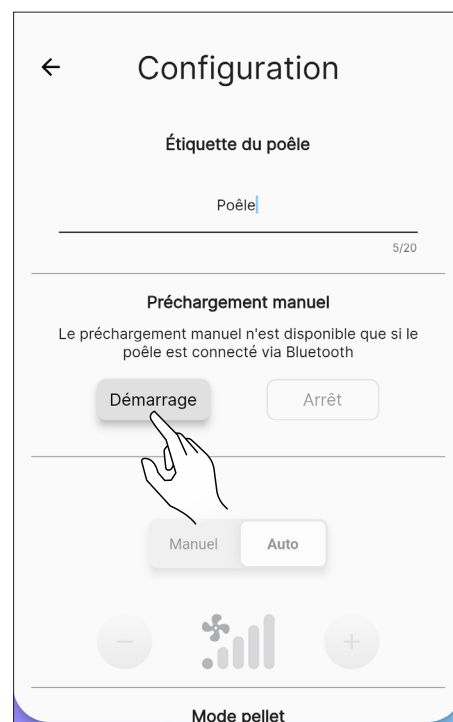 Configuration
Étiquette du poêle
Poêle
5/20
Préchargement manuel
Le préchargement manuel n'est disponible que si le
poêle est connecté via Bluetooth
Démarrage Arrêt
Manuel Auto
Mode pellet